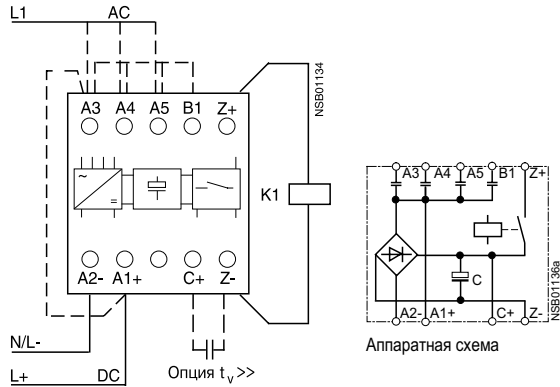 L1 AC
A3 A4 A5 B1 Z+
NSB01134
~
=
K1
A2- A1+ C+ Z-
N/L-
L+ DC
Опция tv>>
A3 A4 A5 B1 Z+
C
A2- A1+ C+ Z-
NSB01136a
Аппаратная схема